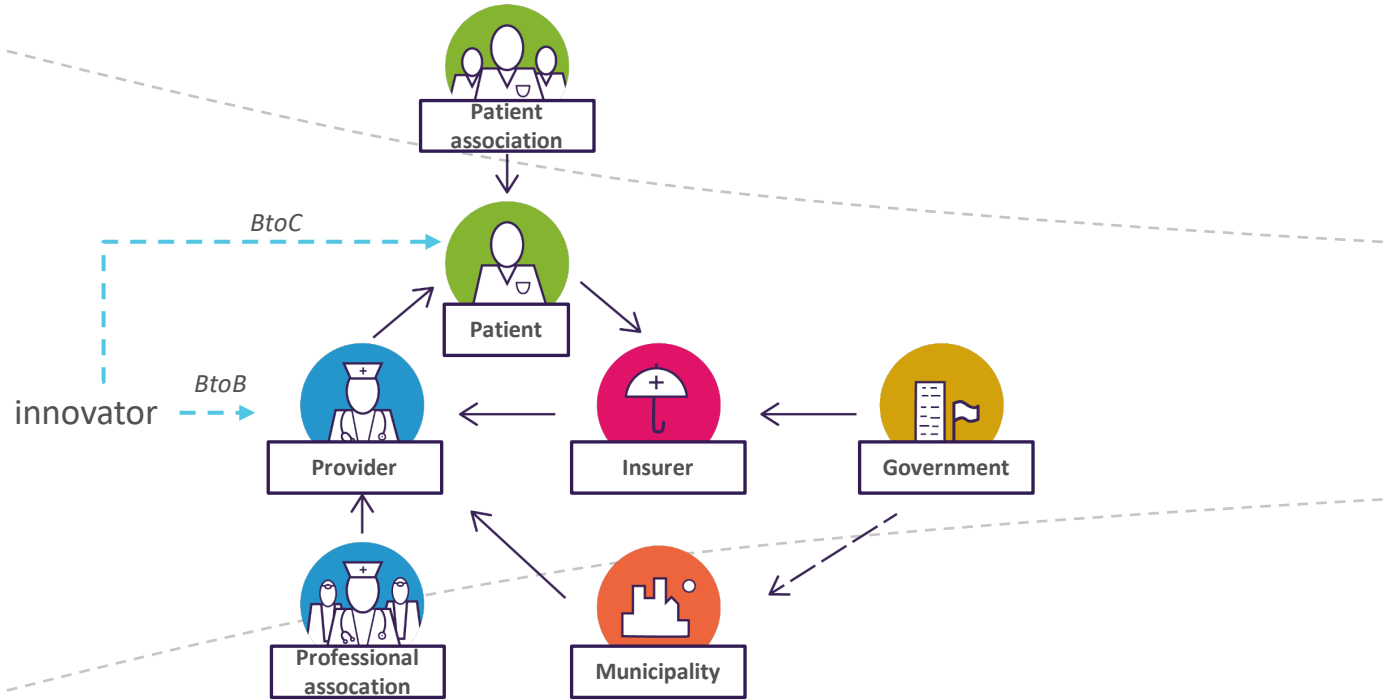 Patient
association
BtoC
Patient
BtoB
innovator
Provider
Insurer
Government
Professional
assocation
Municipality